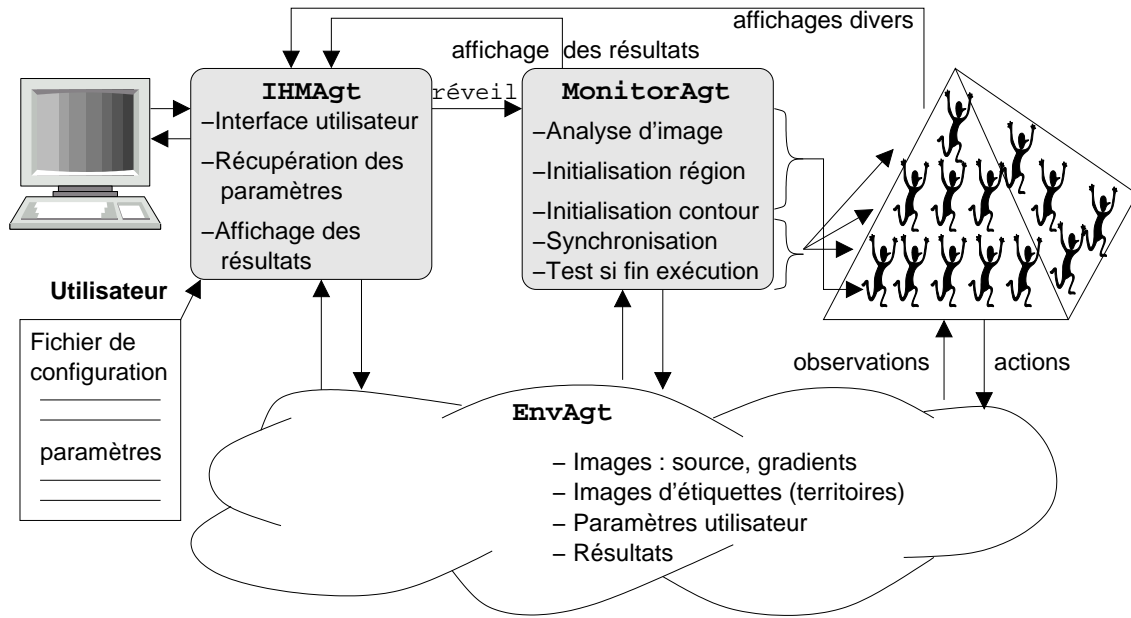 affichages divers
affichage des résultats
IHMAgt
–Interface utilisateur
–Récupération des
paramètres
–Affichage des
résultats
réveil
MonitorAgt
–Analyse d'image
–Initialisation région
–Initialisation contour
–Synchronisation
–Test si fin exécution
Utilisateur
Fichier de
configuration
paramètres
observations
actions
EnvAgt
– Images : source, gradients
– Images d'étiquettes (territoires)
– Paramètres utilisateur
– Résultats